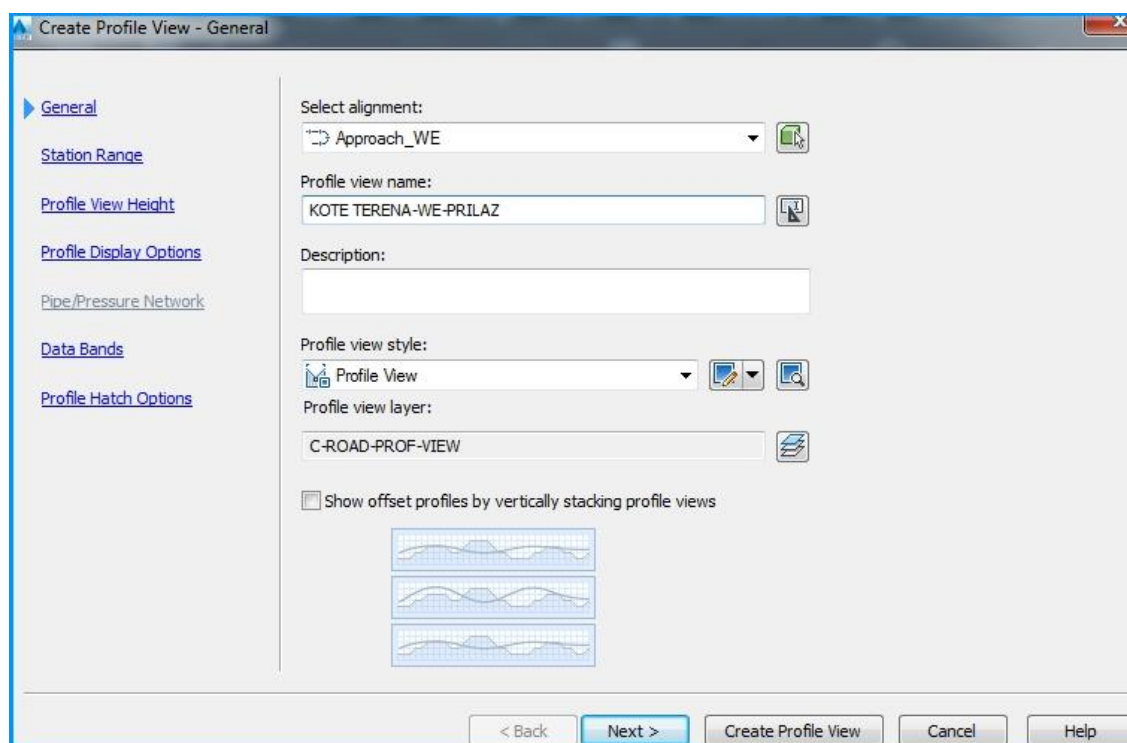 Create Profile View - General
General
Station Range
Profile View Height
Profile Display Options
Pipe/Pressure Network
Data Bands
Profile Hatch Options
Select alignment:
Approach_WE
Profile view name:
KOTE TERENA-WE-PRILAZ
Description:
Profile view style:
Profile View
Profile view layer:
C-ROAD-PROF-VIEW
Show offset profiles by vertically stacking profile views
< Back Next > Create Profile View Cancel Help